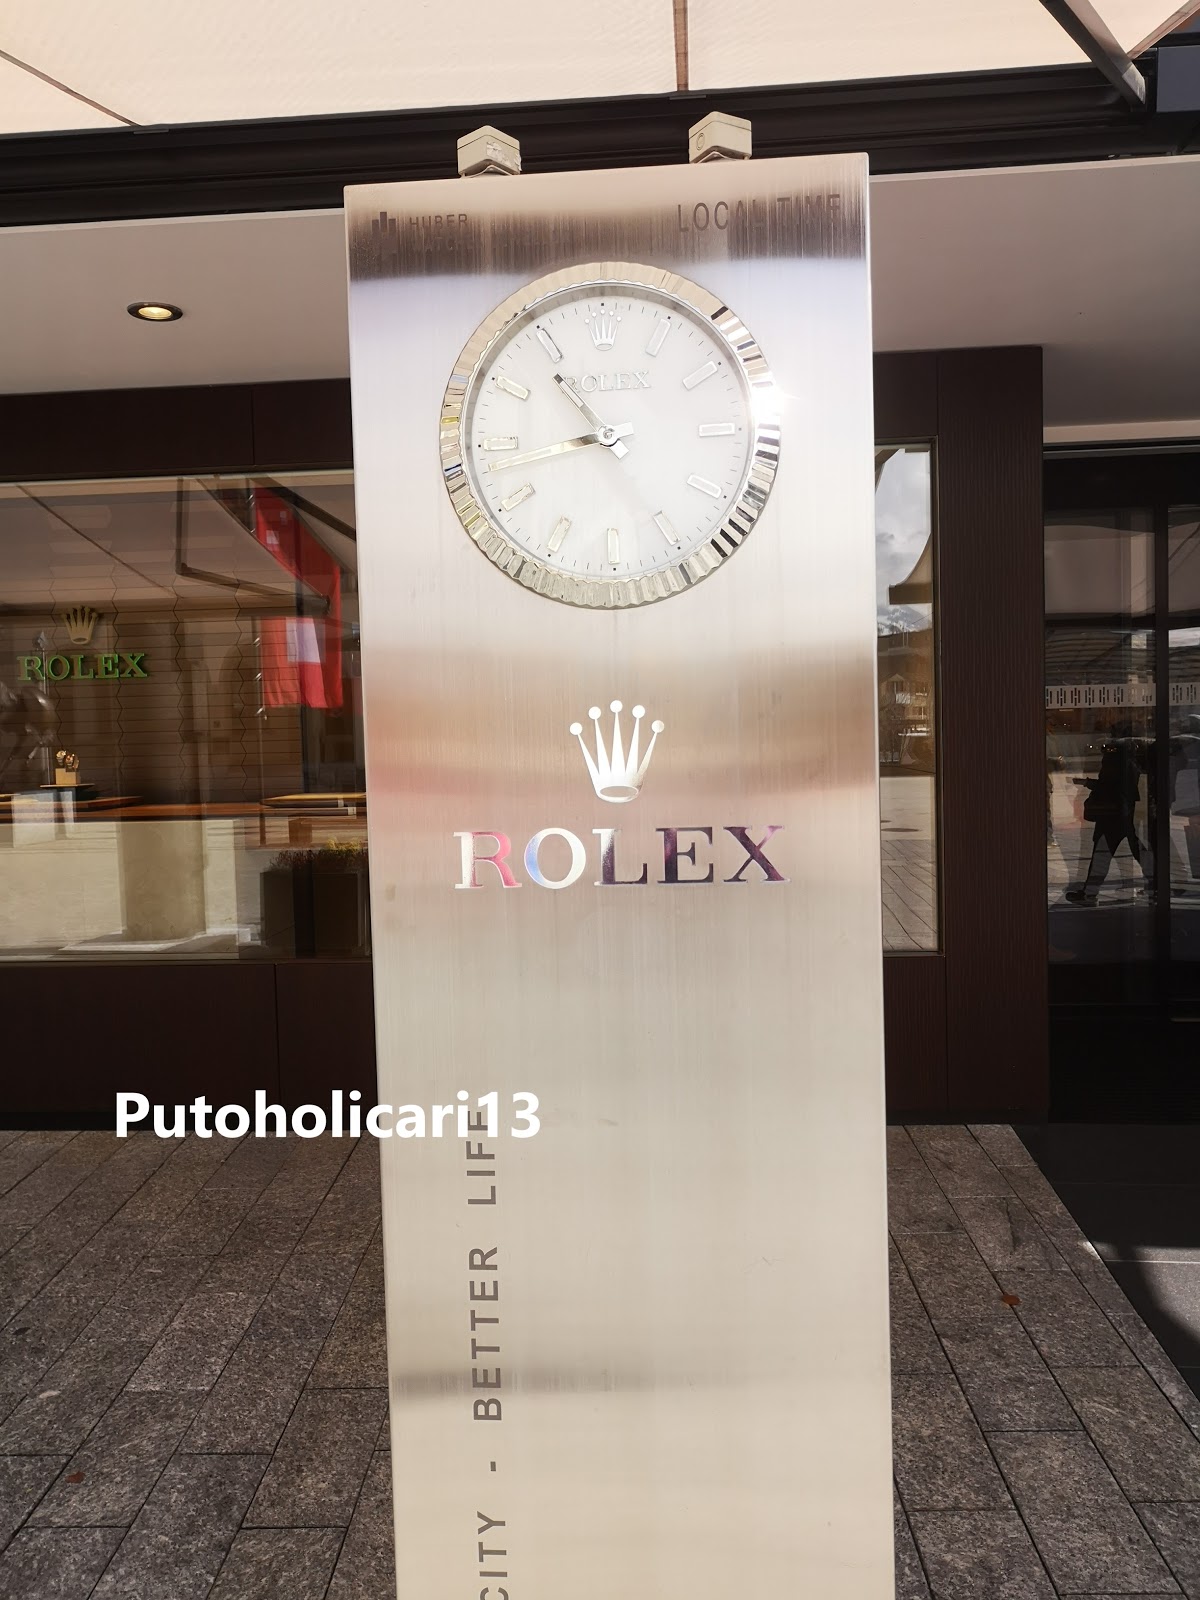 HUBER
LOCAL TIME
ROLEX
ROLEX
ROLEX
Putoholicari13
CITY - BETTER LIFE